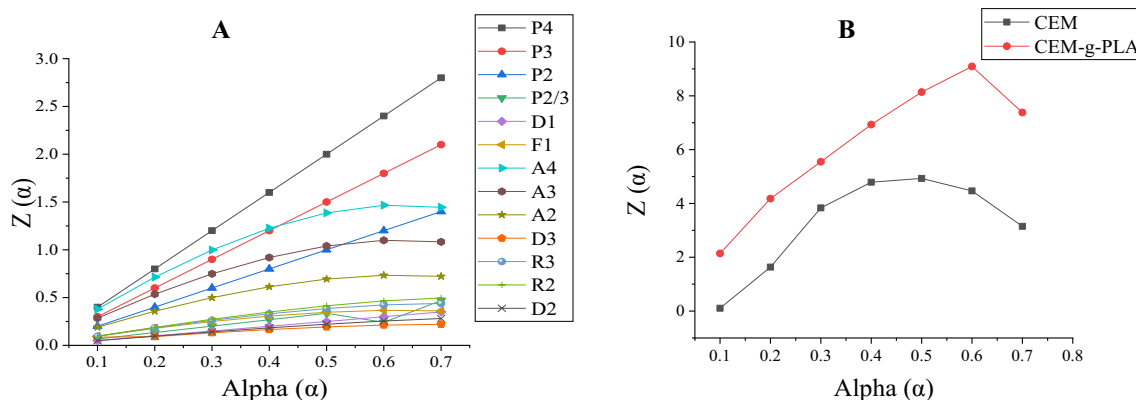 A
Z (α)
3.0
2.5
2.0
1.5
1.0
0.5
0.0
0.1 0.2 0.3 0.4 0.5 0.6 0.7
Alpha (α)
P4
P3
P2
P2/3
D1
F1
A4
A3
A2
D3
R3
R2
D2
B
Z (α)
10
8
6
4
2
0
0.1 0.2 0.3 0.4 0.5 0.6 0.7 0.8
Alpha (α)
CEM
CEM-g-PLA